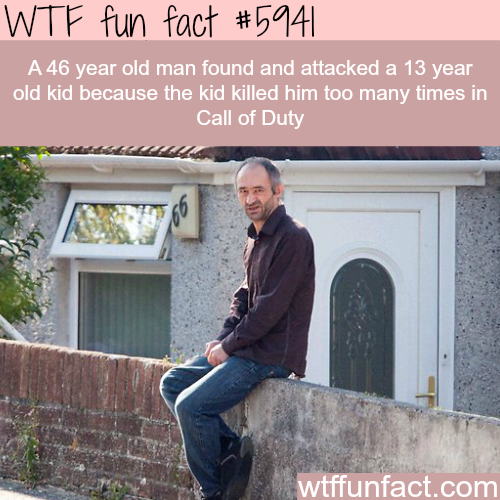 WTF fun fact #5941
A 46 year old man found and attacked a 13 year
old kid because the kid killed him too many times in
Call of Duty
66
wtffunfact.com